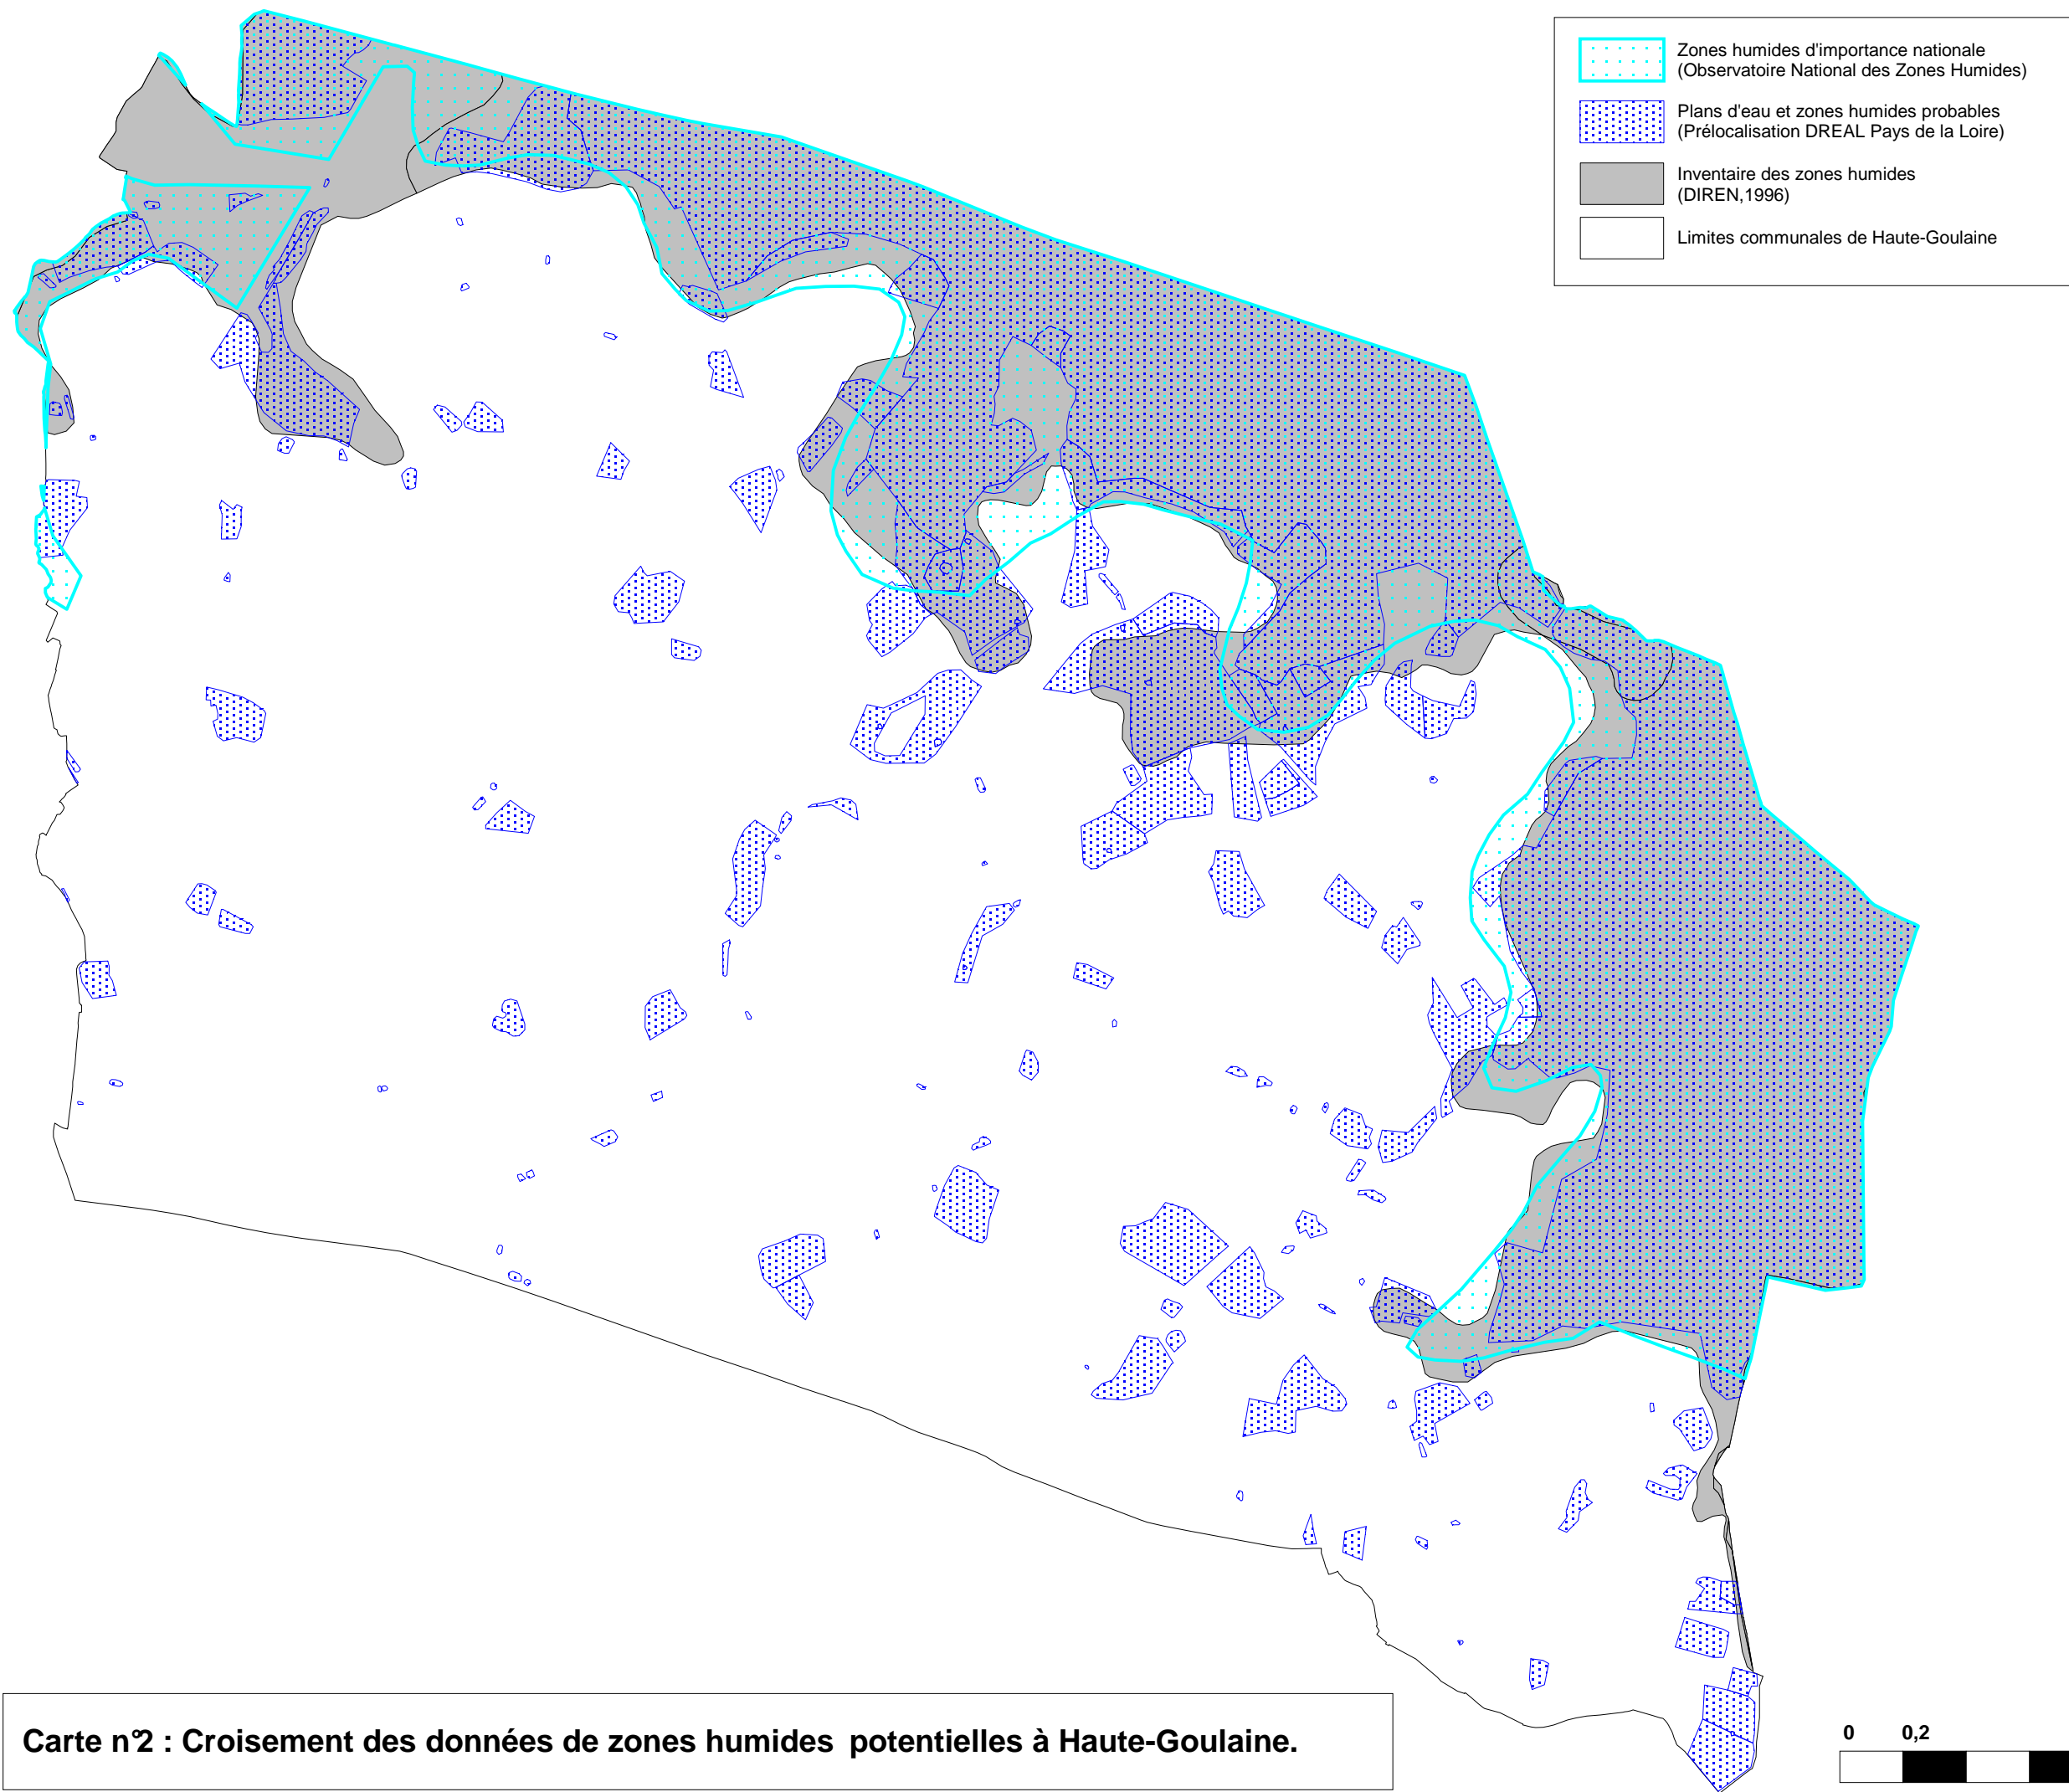 Zones humides d'importance nationale
(Observatoire National des Zones Humides)
Plans d'eau et zones humides probables
(Prélocalisation DREAL Pays de la Loire)
Inventaire des zones humides
(DIREN,1996)
Limites communales de Haute-Goulaine
Carte n°2 : Croisement des données de zones humides potentielles à Haute-Goulaine.
0 0,2